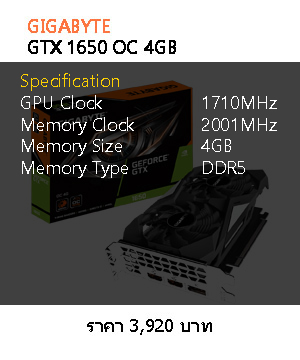 GIGABYTE
GTX 1650 OC 4GB
Specification
GPU Clock 1710MHz
Memory Clock 2001MHz
Memory Size 4GB
Memory Type DDR5
GIGABYTE
GEFORCE
GTX
ราคา 3,920 บาท